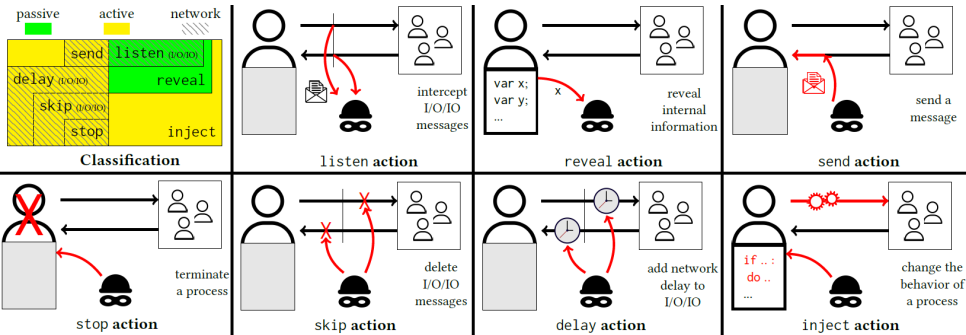 passive active network
send listen (I/O/IO)
delay (I/O/IO) reveal
skip (I/O/IO)
stop inject
Classification
intercept
I/O/IO
messages
listen action
var x;
var y;
...
x
reveal
internal
information
reveal action
send a
message
send action
terminate
a process
stop action
delete
I/O/IO
messages
skip action
add network
delay to
I/O/IO
delay action
if .. :
do ..
...
change the
behavior of
a process
inject action